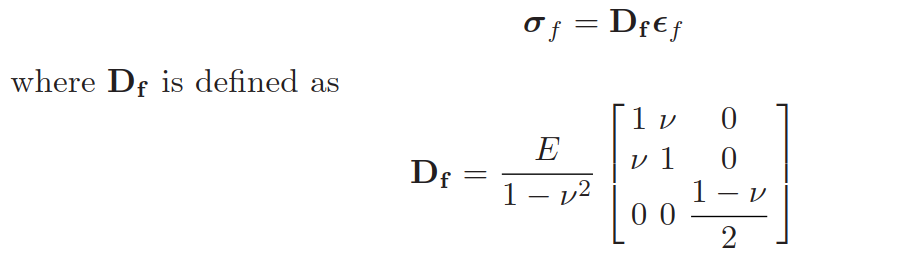 𝝈_f = 𝐃_𝐟 𝝐_f
where 𝐃_𝐟 is defined as
𝐃_𝐟 = E / (1 − ν²) [1 ν 0; ν 1 0; 0 0 (1 − ν)/2]